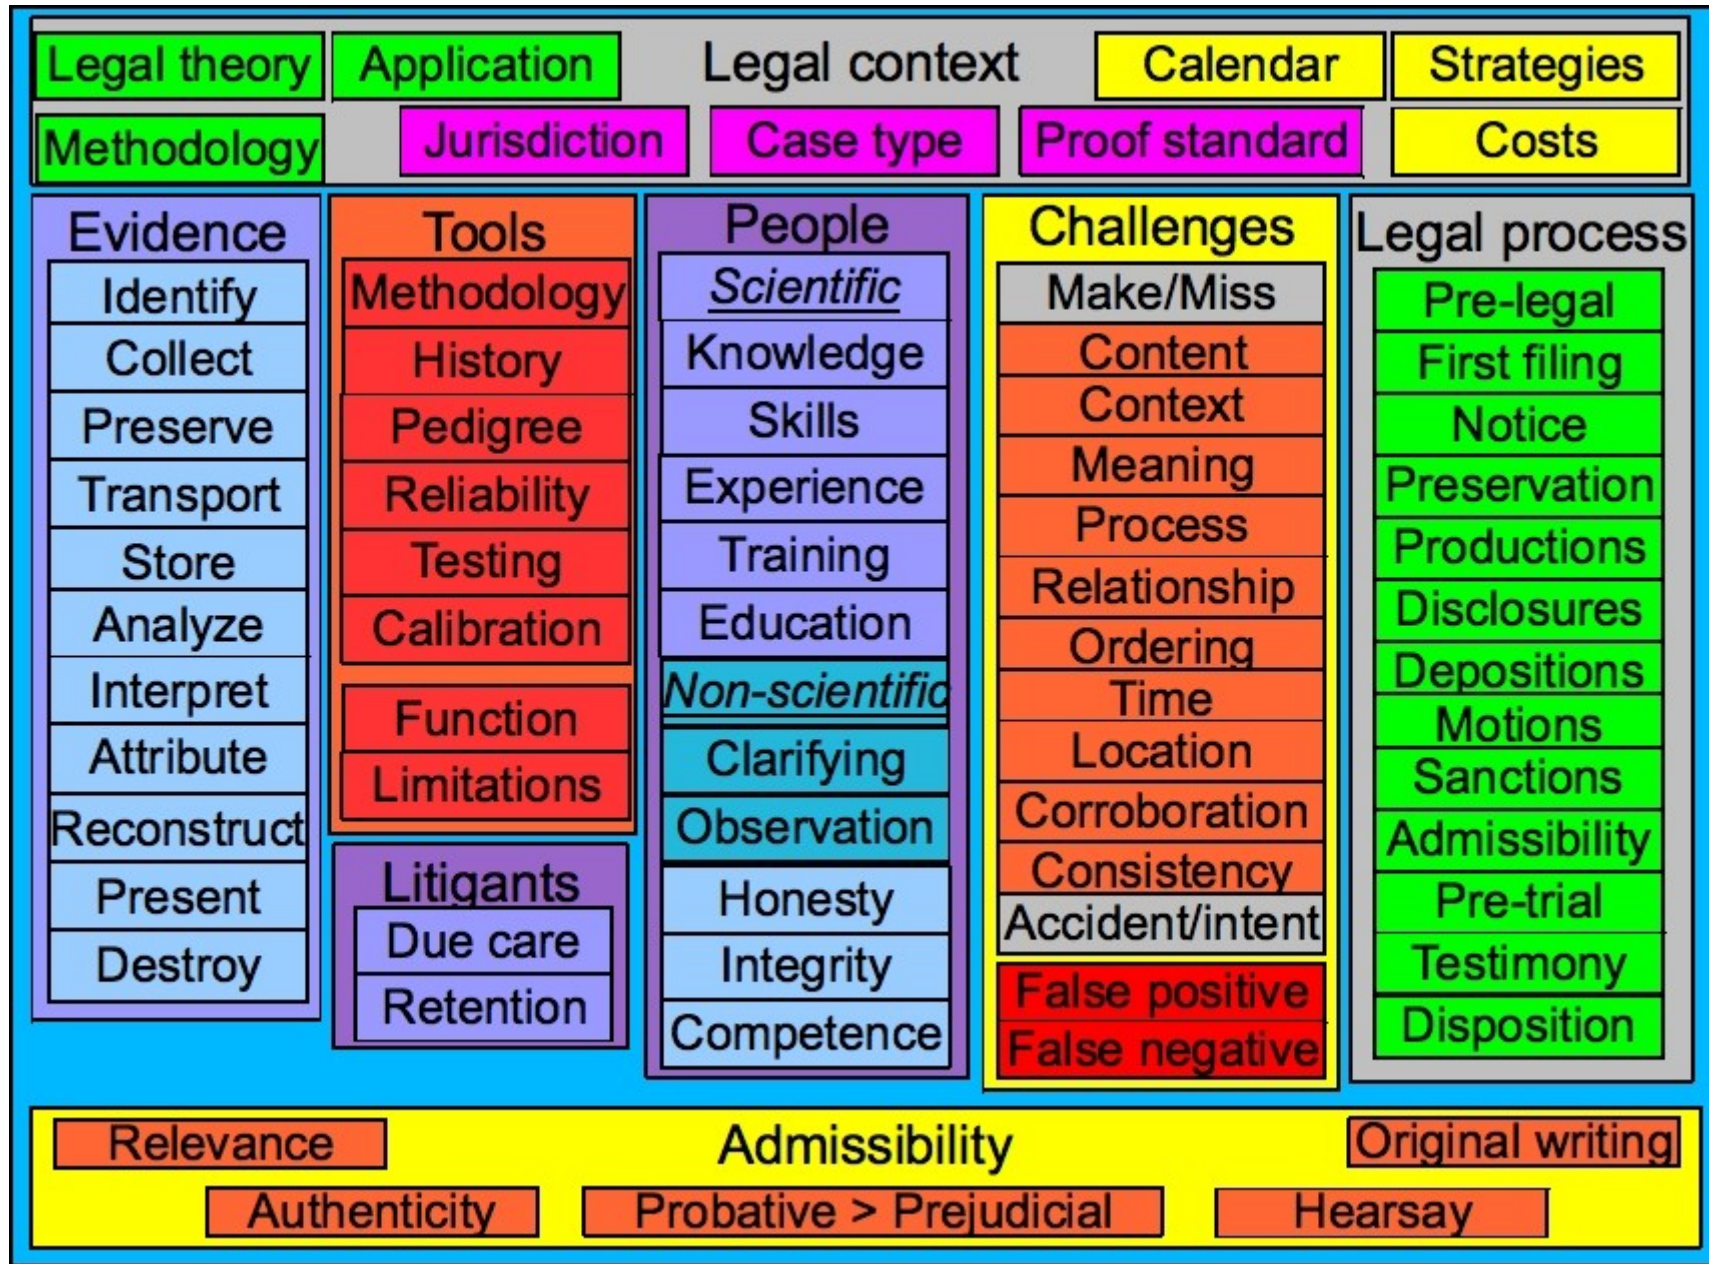 Legal theory
Application
Legal context
Calendar
Strategies
Methodology
Jurisdiction
Case type
Proof standard
Costs
Evidence
Identify
Collect
Preserve
Transport
Store
Analyze
Interpret
Attribute
Reconstruct
Present
Destroy
Tools
Methodology
History
Pedigree
Reliability
Testing
Calibration
Function
Limitations
Litigants
Due care
Retention
People
Scientific
Knowledge
Skills
Experience
Training
Education
Non-scientific
Clarifying
Observation
Honesty
Integrity
Competence
Challenges
Make/Miss
Content
Context
Meaning
Process
Relationship
Ordering
Time
Location
Corroboration
Consistency
Accident/intent
False positive
False negative
Legal process
Pre-legal
First filing
Notice
Preservation
Productions
Disclosures
Depositions
Motions
Sanctions
Admissibility
Pre-trial
Testimony
Disposition
Relevance
Admissibility
Original writing
Authenticity
Probative > Prejudicial
Hearsay